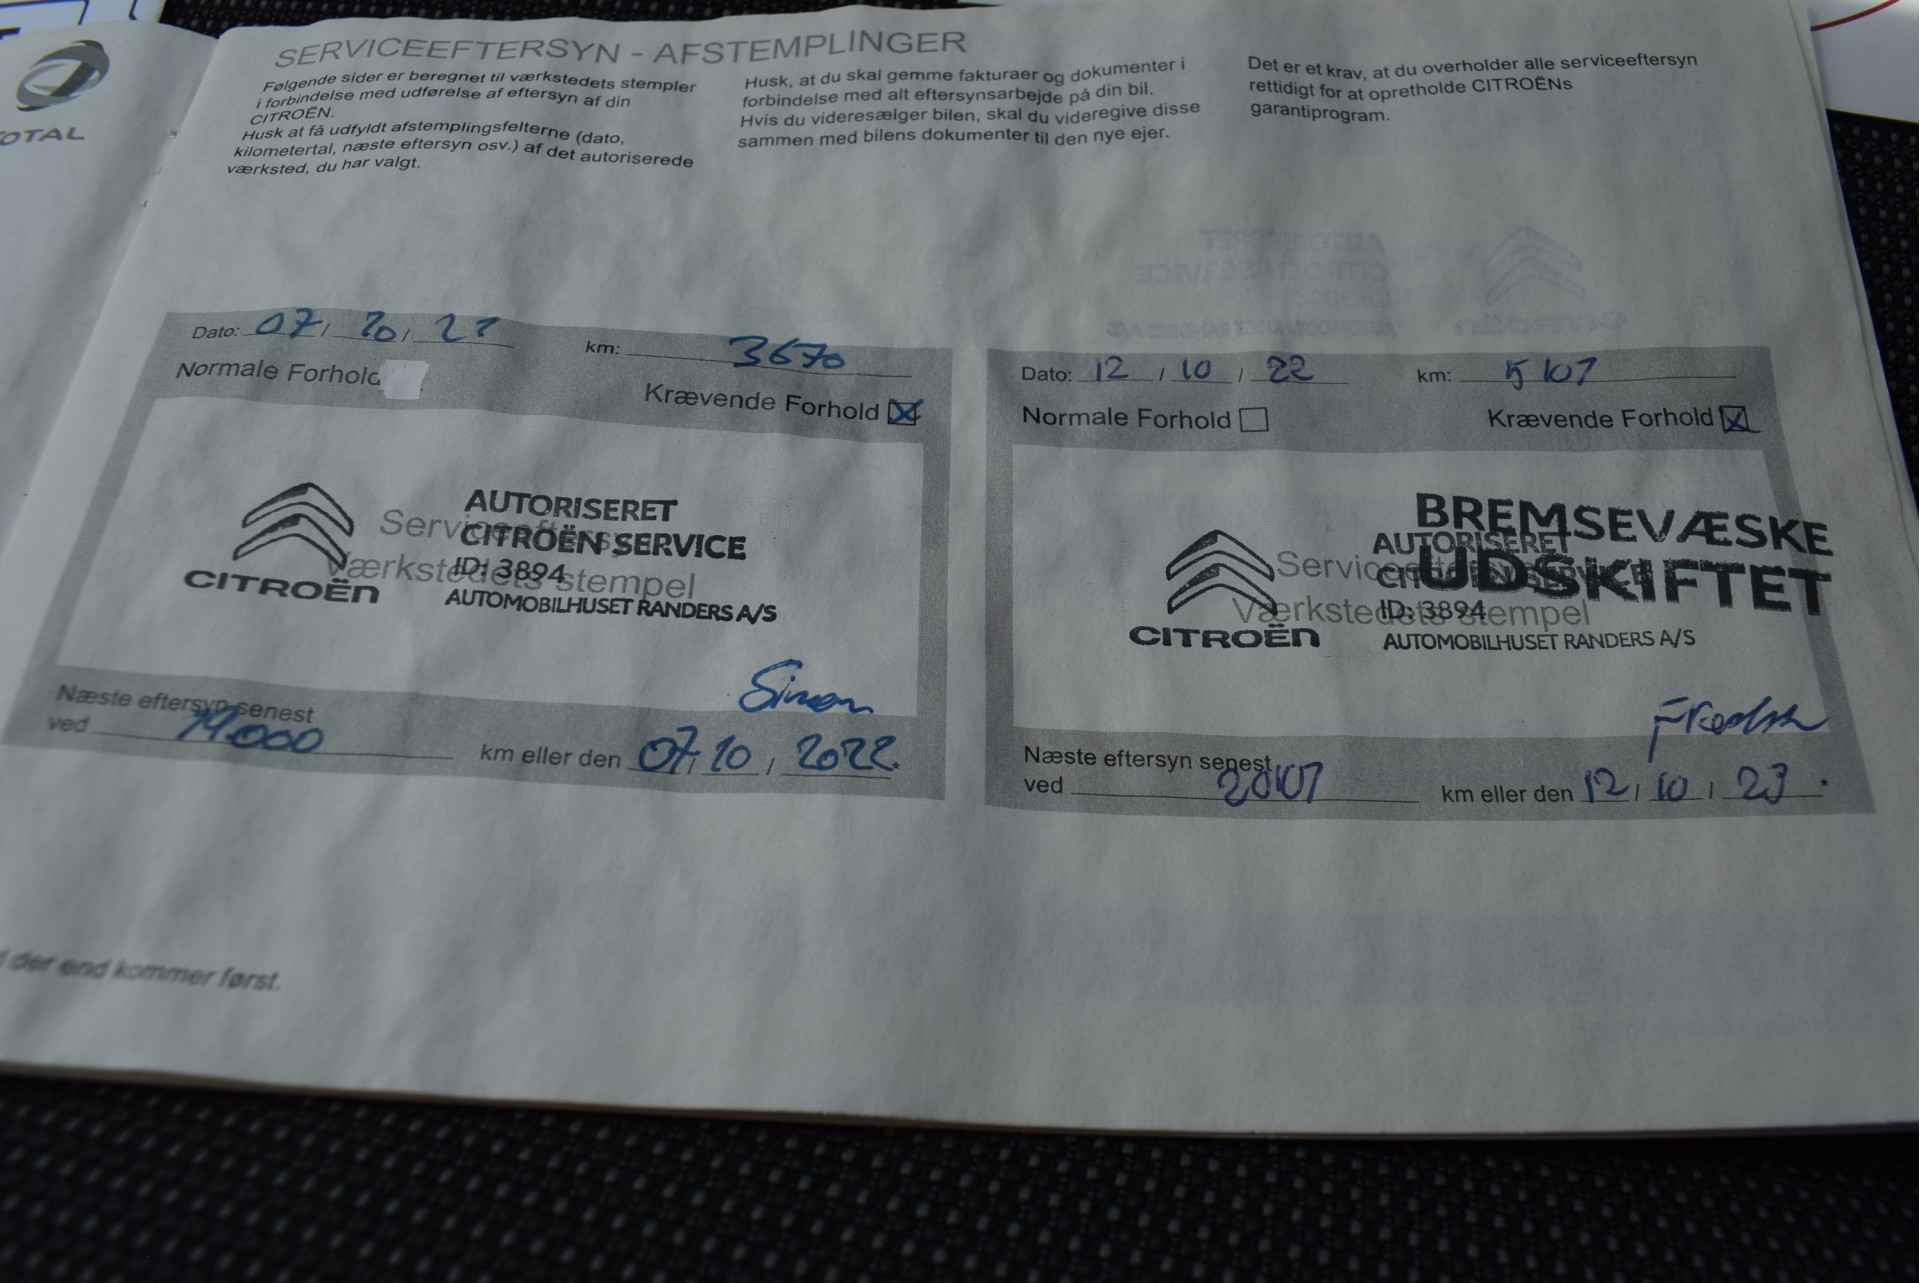 TOTAL
SERVICEEFTERSYN - AFSTEMPLINGER
Følgende sider er beregnet til værkstedets stempler
i forbindelse med udførelse af eftersyn af din
CITROËN.
Husk at få udfyldt afstemplingsfelterne (dato,
kilometertal, næste eftersyn osv.) af det autoriserede
værksted, du har valgt.
Husk, at du skal gemme fakturaer og dokumenter i
forbindelse med alt eftersynsarbejde på din bil.
Hvis du videresælger bilen, skal du videregive disse
sammen med bilens dokumenter til den nye ejer.
Det er et krav, at du overholder alle serviceeftersyn
rettidigt for at opretholde CITROËNs
garantiprogram.
Dato: 07 / 10 / 21 km: 3670
Normale Forhold Krævende Forhold
Serviceeftersyn
Værkstedets stempel
AUTORISERET
CITROËN SERVICE
ID: 3894
AUTOMOBILHUSET RANDERS A/S
CITROËN
Simon
Næste eftersyn senest
ved 19.000 km eller den 07/10/2022.
Dato: 12 / 10 / 22 km: 5107
Normale Forhold Krævende Forhold
Serviceeftersyn
Værkstedets stempel
BREMSEVÆSKE
UDSKIFTET
AUTORISERET
CITROËN SERVICE
ID: 3894
AUTOMOBILHUSET RANDERS A/S
CITROËN
Næste eftersyn senest
ved 20107 km eller den 12 / 10 / 23.
der end kommer først.